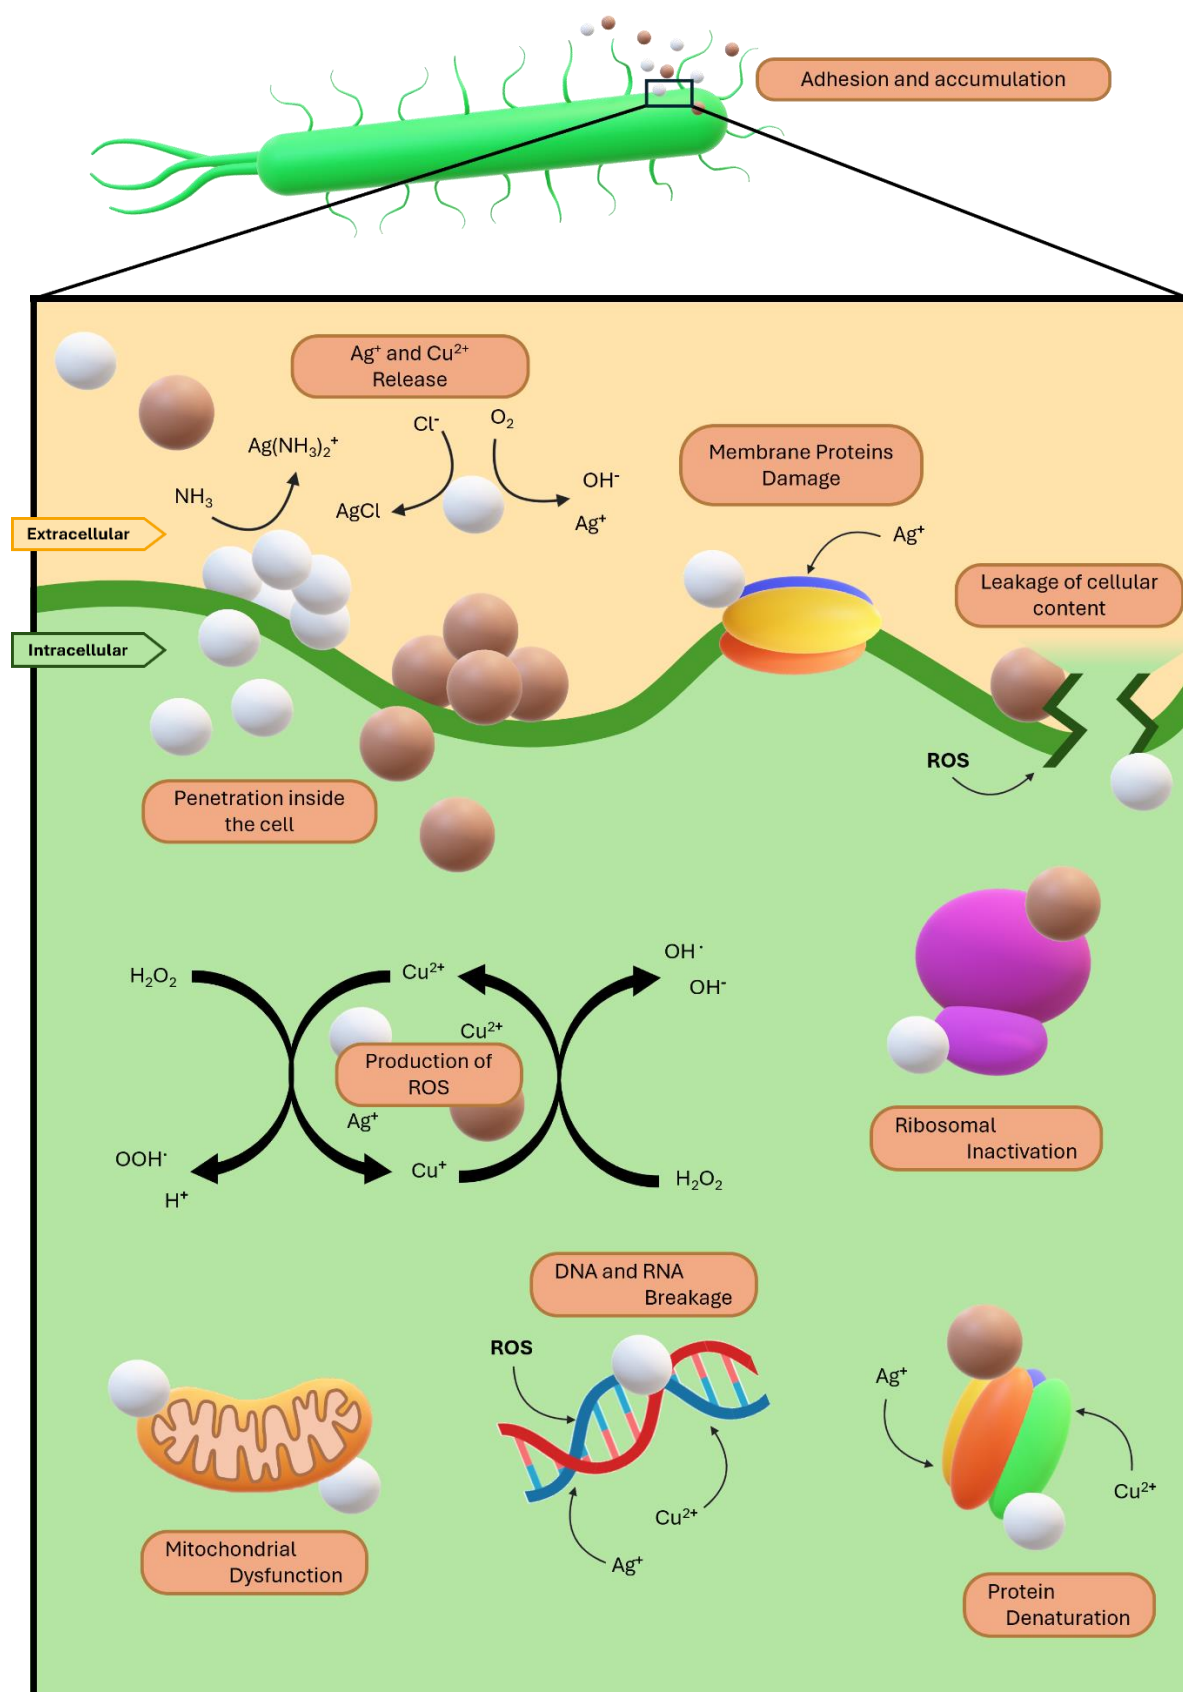 Adhesion and accumulation
Ag⁺ and Cu²⁺
Release
Cl⁻
O₂
Ag(NH₃)₂⁺
NH₃
AgCl
OH⁻
Ag⁺
Membrane Proteins
Damage
Ag⁺
Extracellular
Leakage of cellular
content
Intracellular
ROS
Penetration inside
the cell
H₂O₂
Cu²⁺
OH·
OH⁻
Cu²⁺
Production of
ROS
Ag⁺
OOH·
H⁺
Cu⁺
H₂O₂
Ribosomal
Inactivation
DNA and RNA
Breakage
ROS
Cu²⁺
Ag⁺
Mitochondrial
Dysfunction
Ag⁺
Cu²⁺
Protein
Denaturation